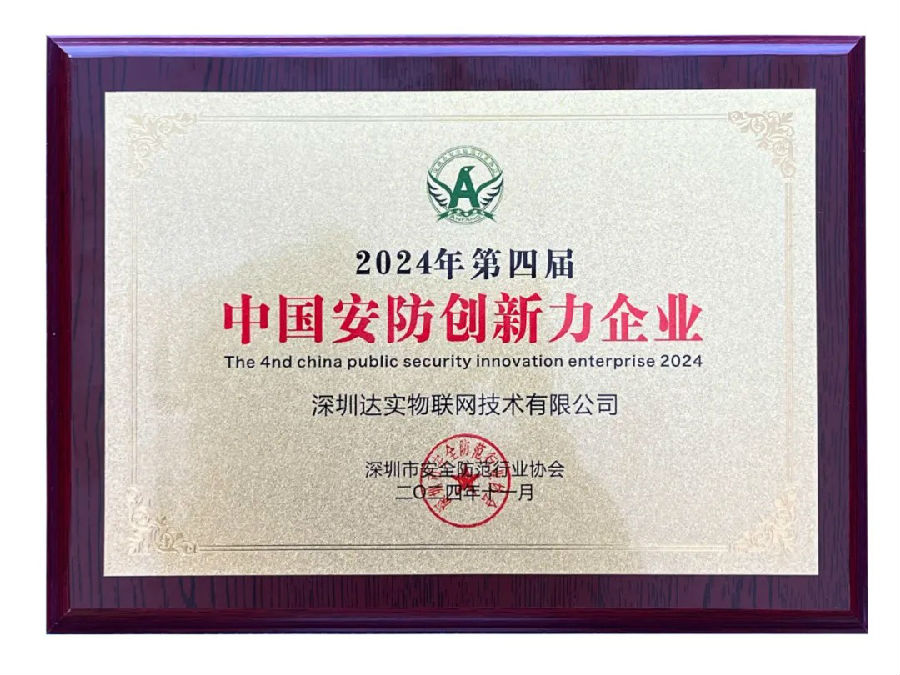 A
2024年第四届
中国安防创新力企业
The 4nd china public security innovation enterprise 2024
深圳达实物联网技术有限公司
深圳市安全防范行业协会
二〇二四年十一月